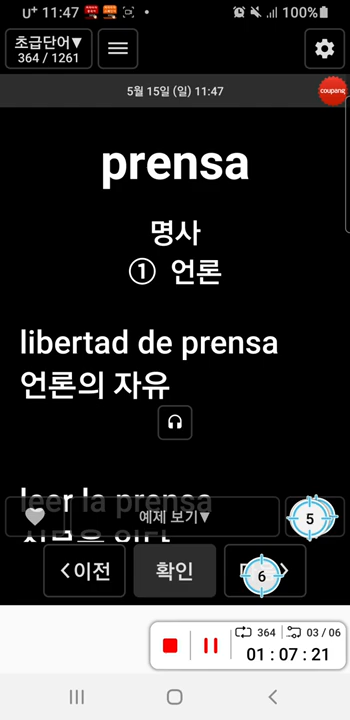 U+ 11:47 100%
초급단어▼
364 / 1261
5월 15일 (일) 11:47
coupang
prensa
명사
① 언론
libertad de prensa
언론의 자유
leer la prensa
예제 보기▼
5
<이전
확인
6
>
364 03 / 06
01 : 07 : 21